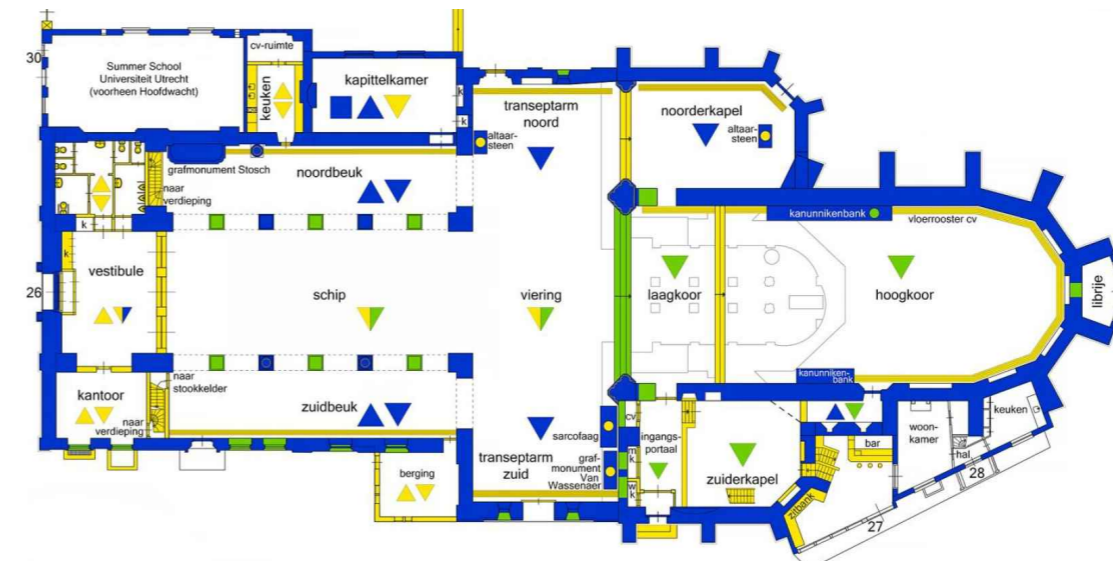 30
Summer School
Universiteit Utrecht
(voorheen Hoofdwacht)
cv-ruimte
keuken
kapittelkamer
k
k
transeptarm
noord
altaar-
steen
noorderkapel
altaar-
steen
grafmonument Stosch
naar
verdieping
noordbeuk
k
k
vestibule
26
schip
viering
laagkoor
kanunnikenbank
vloerrooster cv
hoogkoor
librije
kantoor
naar
stookkelder
naar
verdieping
zuidbeuk
kanunniken-
bank
berging
transeptarm
zuid
sarcofaag
graf-
monument
Van
Wassenaer
cv
m
k
w
k
ingangs-
portaal
zuiderkapel
bar
zitbank
woon-
kamer
hal
keuken
28
27